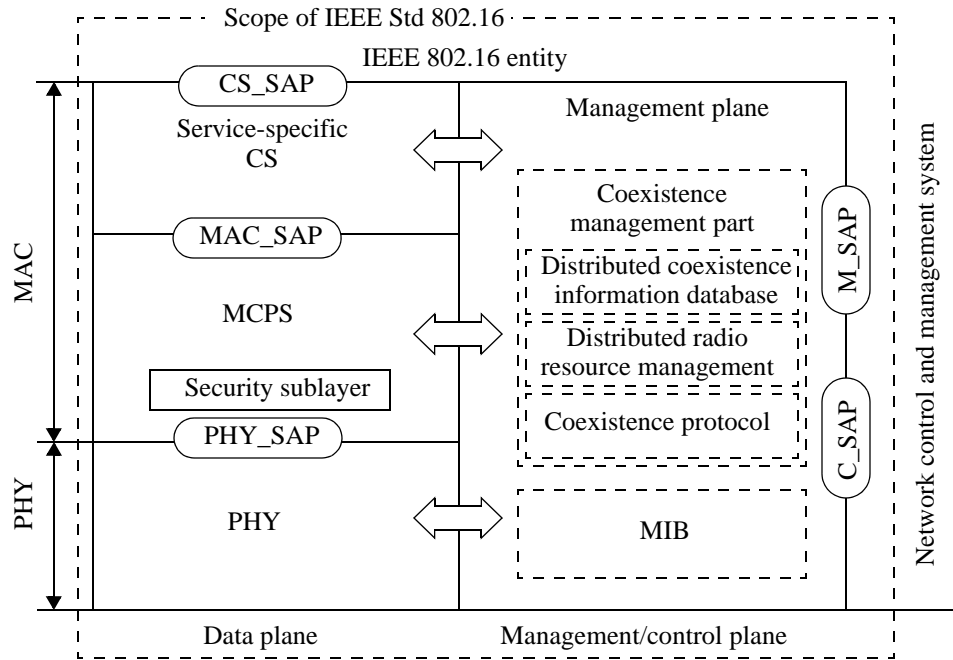 Scope of IEEE Std 802.16
IEEE 802.16 entity
CS_SAP
Service-specific
CS
MAC_SAP
MCPS
Security sublayer
PHY_SAP
PHY
Data plane
MAC
PHY
Management plane
Coexistence
management part
Distributed coexistence
information database
Distributed radio
resource management
Coexistence protocol
MIB
Management/control plane
M_SAP
C_SAP
Network control and management system